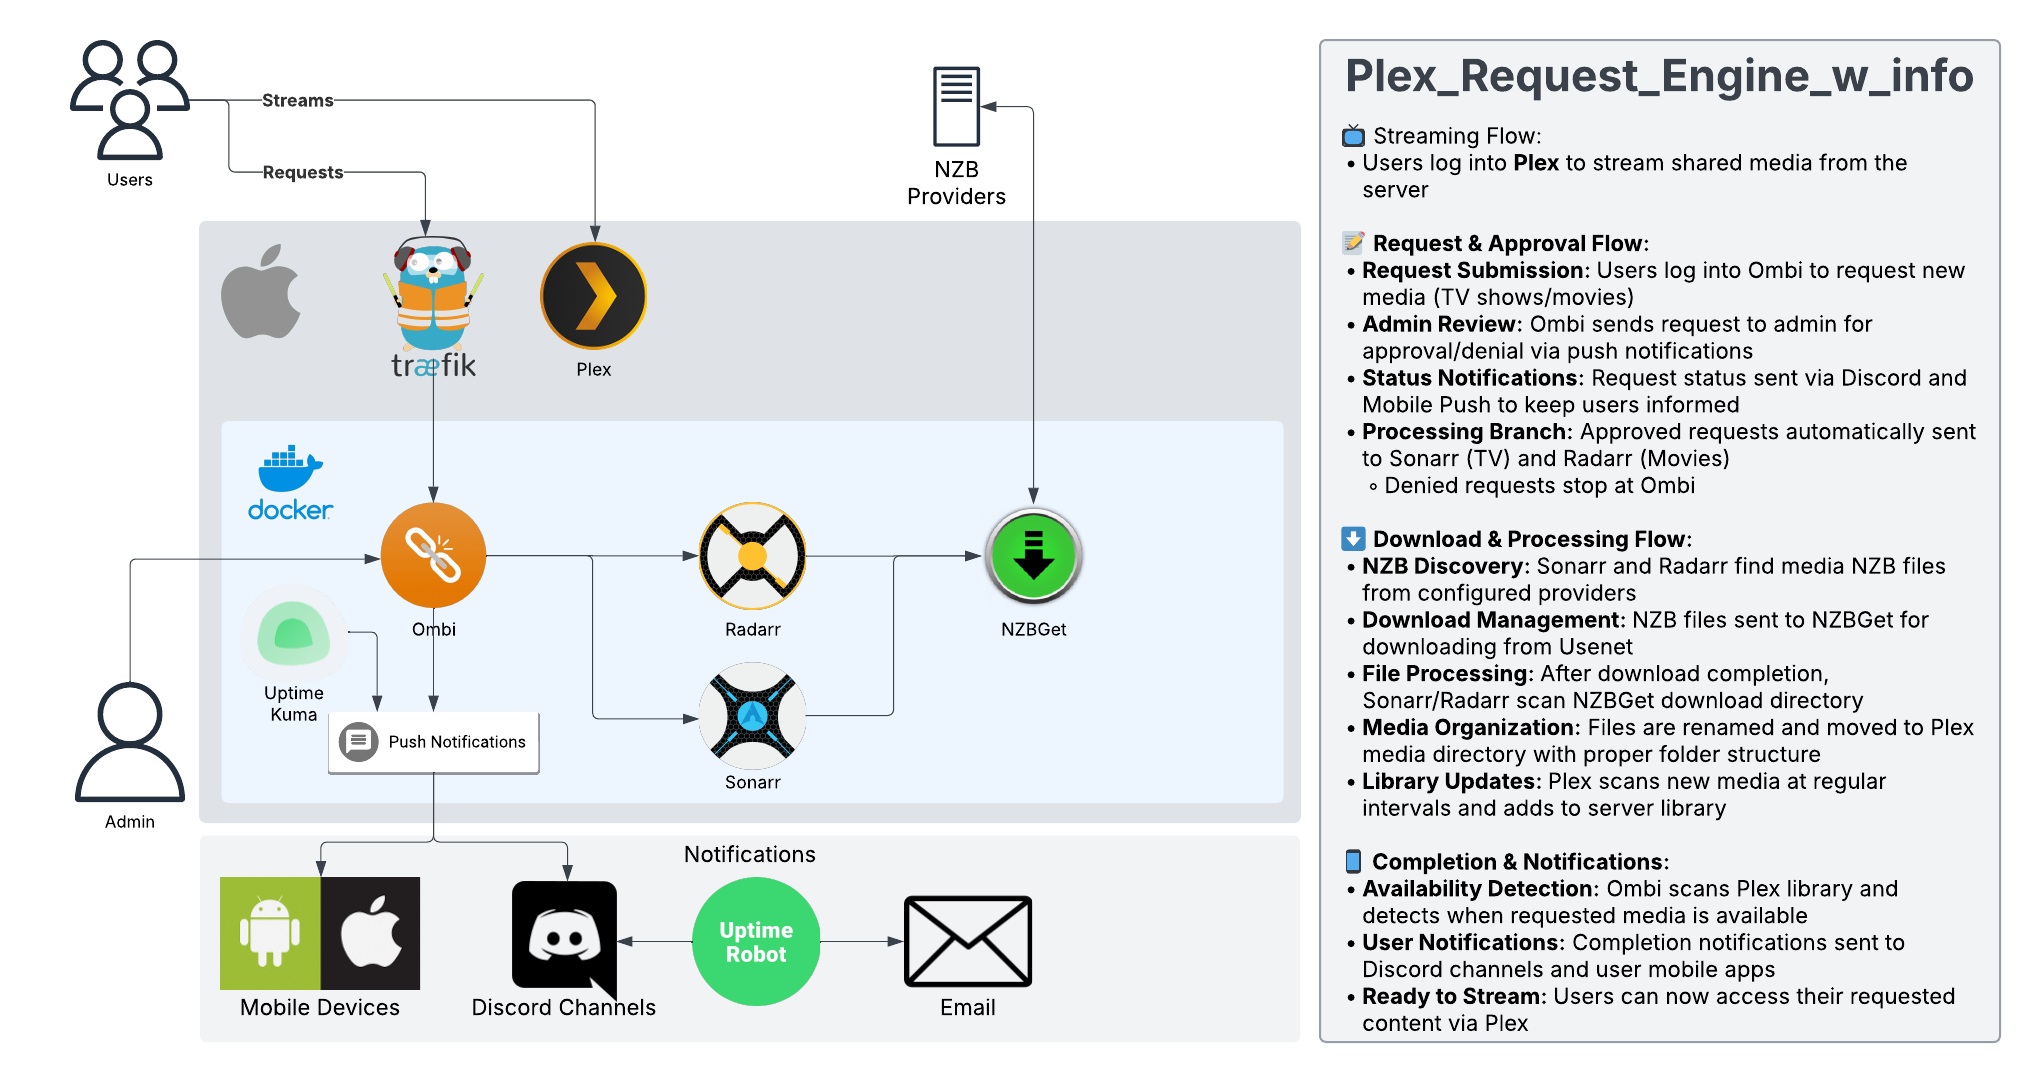 Users
Streams
Requests
NZB
Providers
træfik
Plex
docker
Ombi
Radarr
NZBGet
Uptime
Kuma
Push Notifications
Sonarr
Admin
Notifications
Uptime
Robot
Mobile Devices
Discord Channels
Email
Plex_Request_Engine_w_info
📺 Streaming Flow:
• Users log into Plex to stream shared media from the
server
📝 Request & Approval Flow:
• Request Submission: Users log into Ombi to request new
media (TV shows/movies)
• Admin Review: Ombi sends request to admin for
approval/denial via push notifications
• Status Notifications: Request status sent via Discord and
Mobile Push to keep users informed
• Processing Branch: Approved requests automatically sent
to Sonarr (TV) and Radarr (Movies)
◦ Denied requests stop at Ombi
⬇️ Download & Processing Flow:
• NZB Discovery: Sonarr and Radarr find media NZB files
from configured providers
• Download Management: NZB files sent to NZBGet for
downloading from Usenet
• File Processing: After download completion,
Sonarr/Radarr scan NZBGet download directory
• Media Organization: Files are renamed and moved to Plex
media directory with proper folder structure
• Library Updates: Plex scans new media at regular
intervals and adds to server library
📱 Completion & Notifications:
• Availability Detection: Ombi scans Plex library and
detects when requested media is available
• User Notifications: Completion notifications sent to
Discord channels and user mobile apps
• Ready to Stream: Users can now access their requested
content via Plex